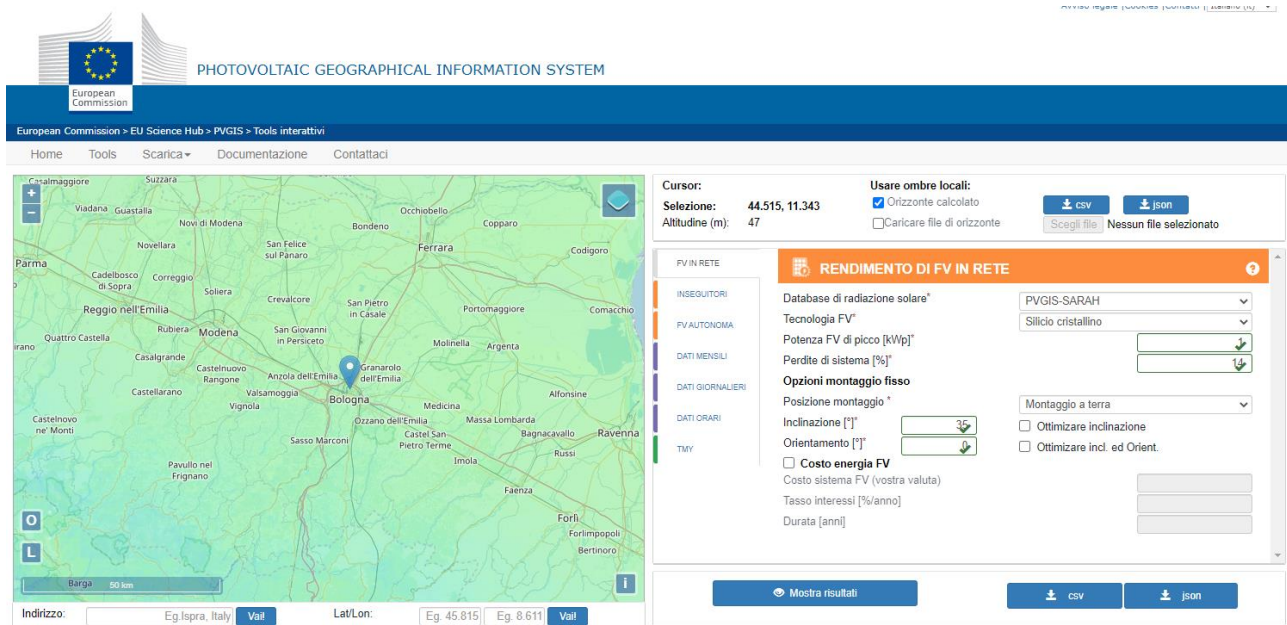 Avviso legale | Cookies | Contatti | Italiano (it)
PHOTOVOLTAIC GEOGRAPHICAL INFORMATION SYSTEM
European
Commission
European Commission > EU Science Hub > PVGIS > Tools interattivi
Home Tools Scarica Documentazione Contattaci
+
−
Casalmaggiore Suzzara
Viadana Guastalla
Novi di Modena
Bondeno
Occhiobello
Copparo
Novellara
San Felice
sul Panaro
Ferrara
Codigoro
Parma
Cadelbosco
di Sopra
Correggio
Soliera
Crevalcore
San Pietro
in Casale
Portomaggiore
Comacchio
Reggio nell'Emilia
Rubiera
Modena
San Giovanni
in Persiceto
Quattro Castella
Molinella
Argenta
Casalgrande
Castelnuovo
Rangone
Anzola dell'Emilia
Granarolo
dell'Emilia
Castellarano
Valsamoggia
Vignola
Bologna
Medicina
Alfonsine
Castelnovo
ne' Monti
Ozzano dell'Emilia
Massa Lombarda
Sasso Marconi
Castel San
Pietro Terme
Bagnacavallo
Ravenna
Russi
Imola
Pavullo nel
Frignano
Faenza
Forlì
Forlimpopoli
Bertinoro
O
L
Barga
50 km
i
Indirizzo: Eg.Ispra, Italy Vai! Lat/Lon: Eg. 45.815 Eg. 8.611 Vai!
Cursor: Usare ombre locali:
Selezione: 44.515, 11.343 Orizzonte calcolato csv json
Altitudine (m): 47 Caricare file di orizzonte Scegli file Nessun file selezionato
FV IN RETE
INSEGUITORI
FV AUTONOMA
DATI MENSILI
DATI GIORNALIERI
DATI ORARI
TMY
RENDIMENTO DI FV IN RETE ?
Database di radiazione solare* PVGIS-SARAH
Tecnologia FV* Silicio cristallino
Potenza FV di picco [kWp]* 1
Perdite di sistema [%]* 14
Opzioni montaggio fisso
Posizione montaggio * Montaggio a terra
Inclinazione [°]* 35 Ottimizare inclinazione
Orientamento [°]* 0 Ottimizare incl. ed Orient.
Costo energia FV
Costo sistema FV (vostra valuta)
Tasso interessi [%/anno]
Durata [anni]
Mostra risultati csv json